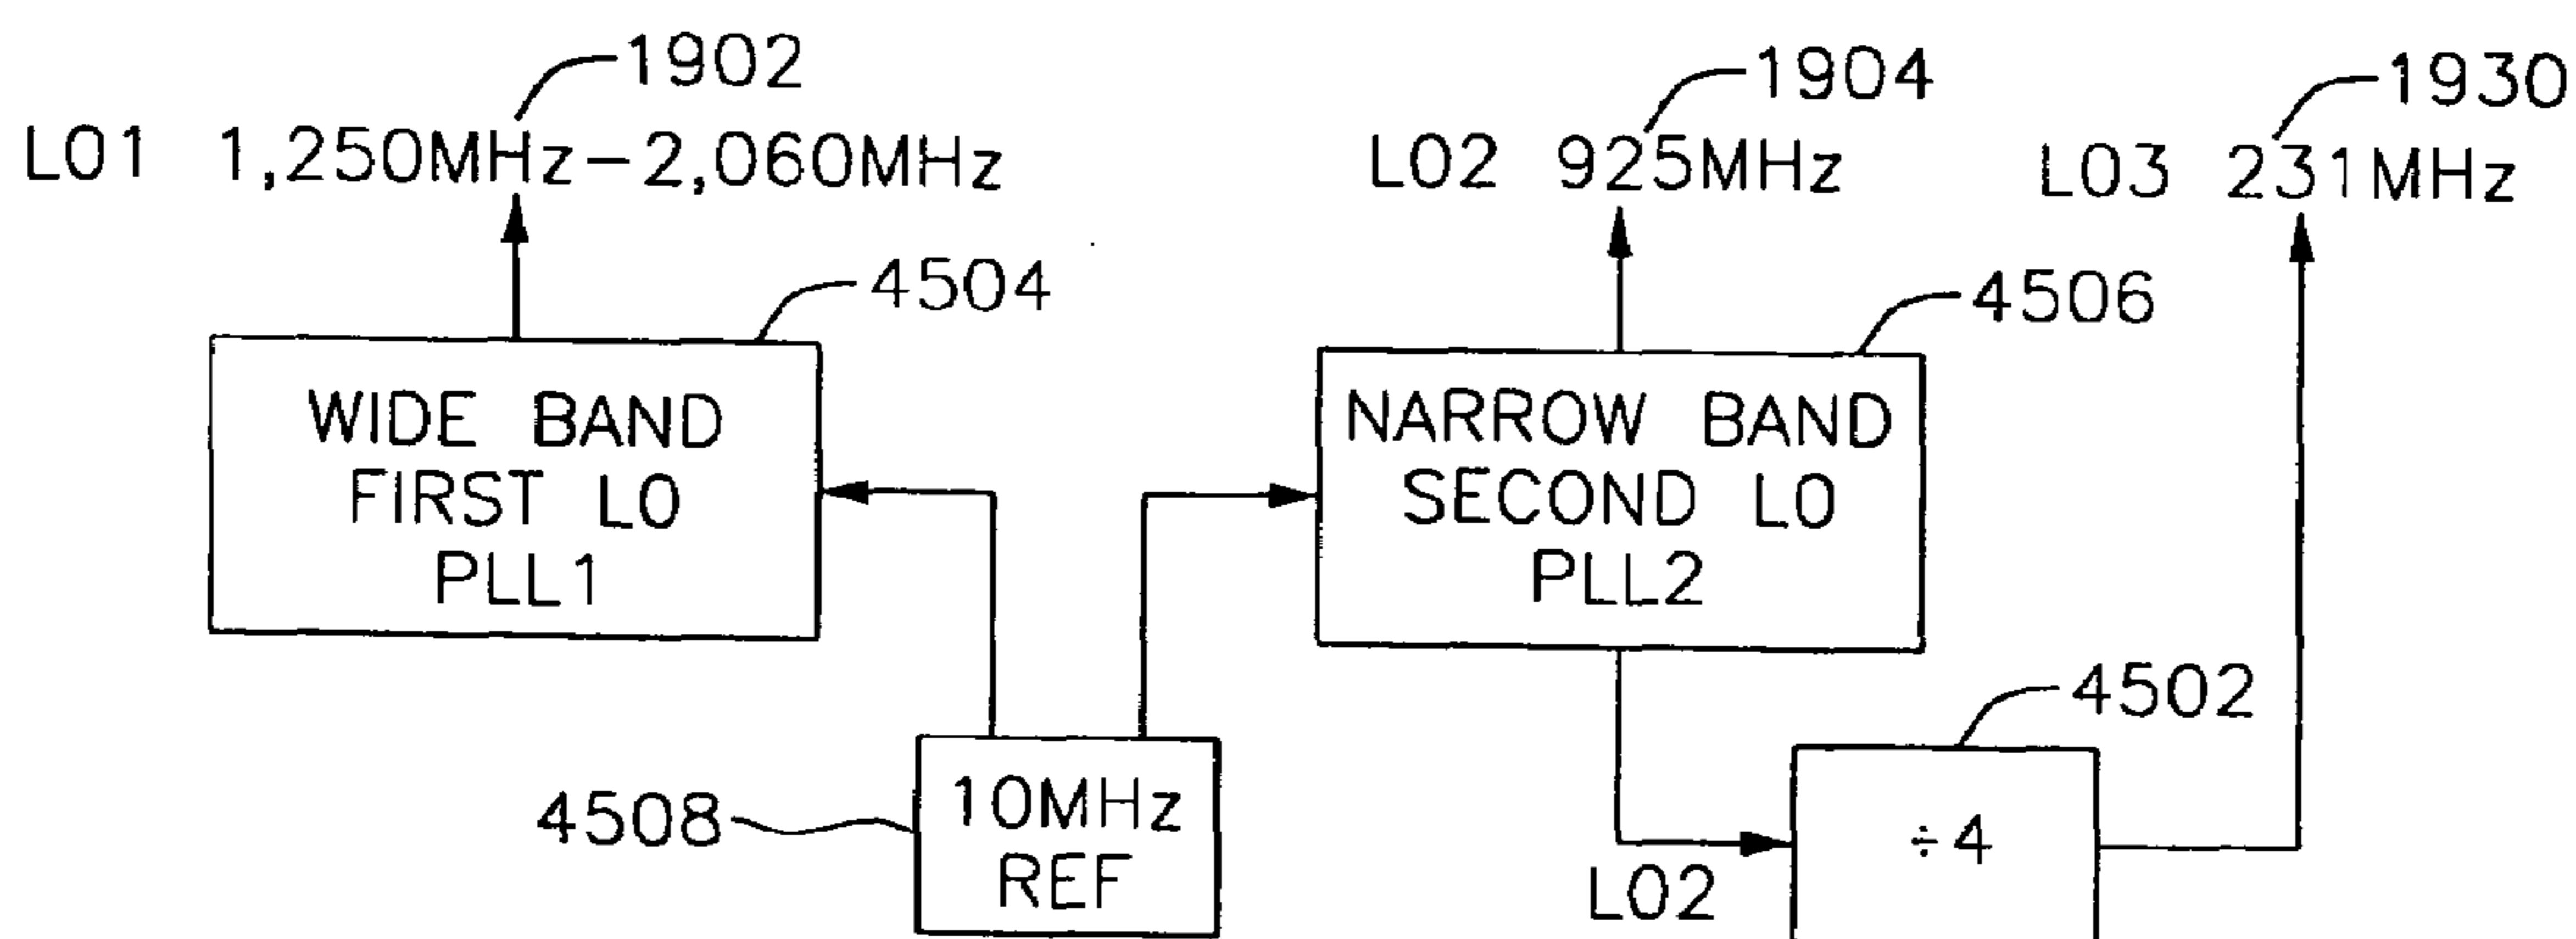 1902
1904
1930
LO1 1,250MHz-2,060MHz
LO2 925MHz
LO3 231MHz
4504
4506
WIDE BAND
FIRST LO
PLL1
NARROW BAND
SECOND LO
PLL2
4502
4508
10MHz
REF
÷4
LO2